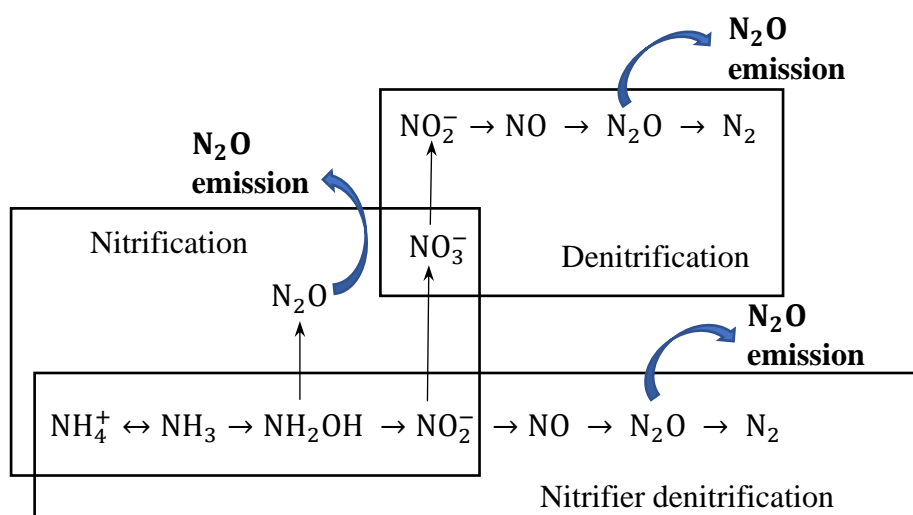 N₂O
emission
NO₂⁻ → NO → N₂O → N₂
N₂O
emission
Nitrification
NO₃⁻
Denitrification
N₂O
N₂O
emission
NH₄⁺ ↔ NH₃ → NH₂OH → NO₂⁻ → NO → N₂O → N₂
Nitrifier denitrification